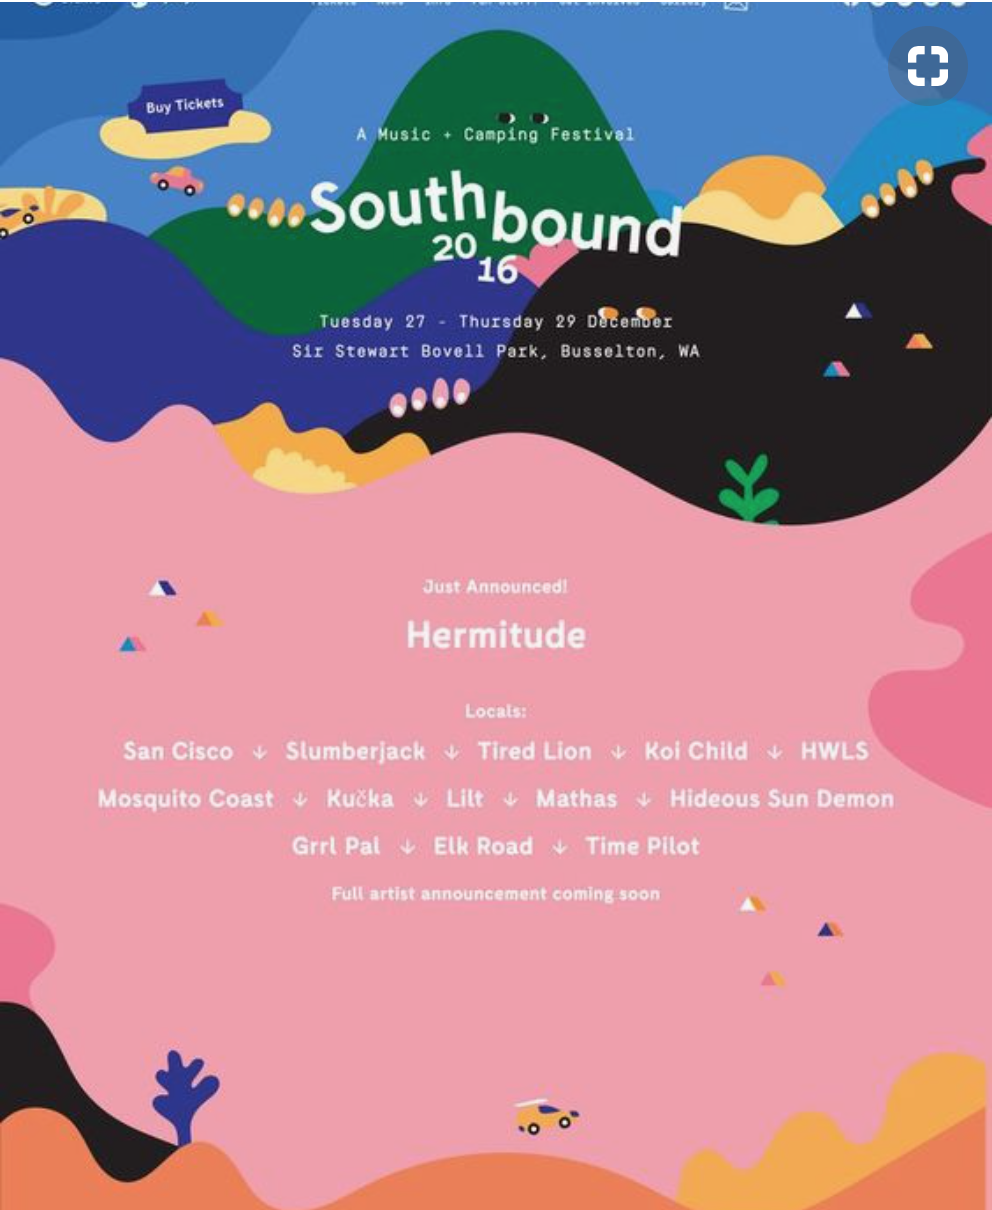 Buy Tickets
A Music + Camping Festival
Southbound
20
16
Tuesday 27 - Thursday 29 December
Sir Stewart Bovell Park, Busselton, WA
Just Announced!
Hermitude
Locals:
San Cisco ↓ Slumberjack ↓ Tired Lion ↓ Koi Child ↓ HWLS
Mosquito Coast ↓ Kučka ↓ Lilt ↓ Mathas ↓ Hideous Sun Demon
Grrl Pal ↓ Elk Road ↓ Time Pilot
Full artist announcement coming soon